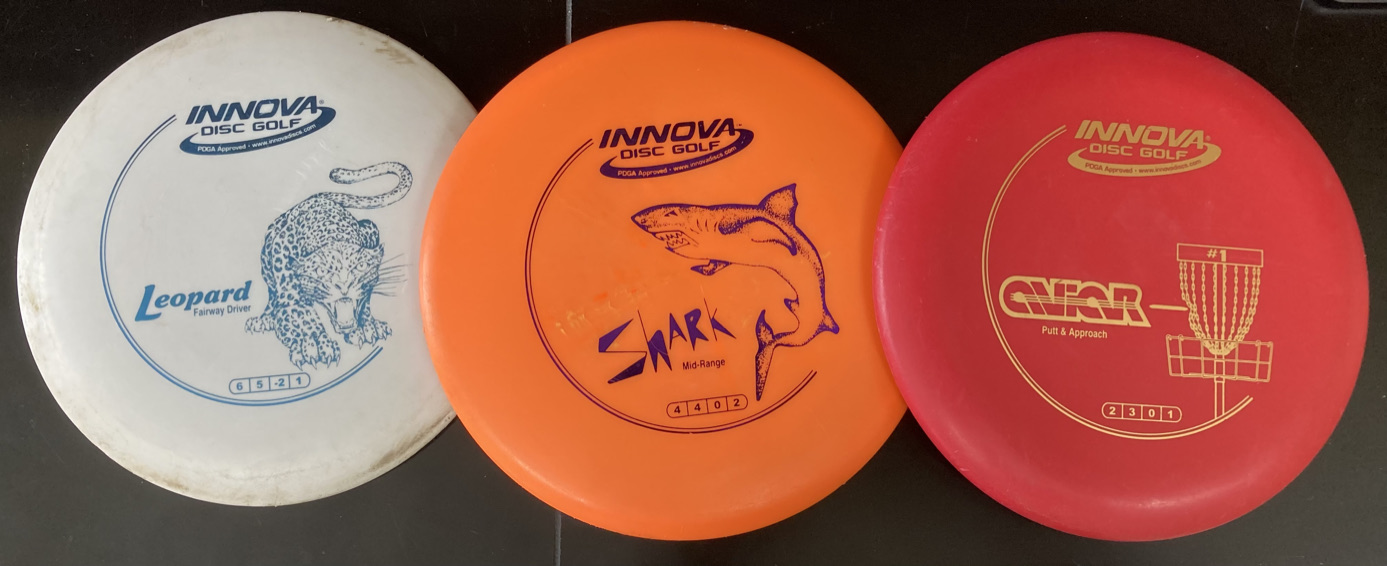 INNOVA®
DISC GOLF
PDGA Approved • www.innovadiscs.com
Leopard
Fairway Driver
6 5 -2 1
INNOVA™
DISC GOLF
PDGA Approved • www.innovadiscs.com
SHARK
Mid-Range
4 4 0 2
INNOVA®
DISC GOLF
PDGA Approved • www.innovadiscs.com
#1
AVIAR
Putt & Approach
2 3 0 1